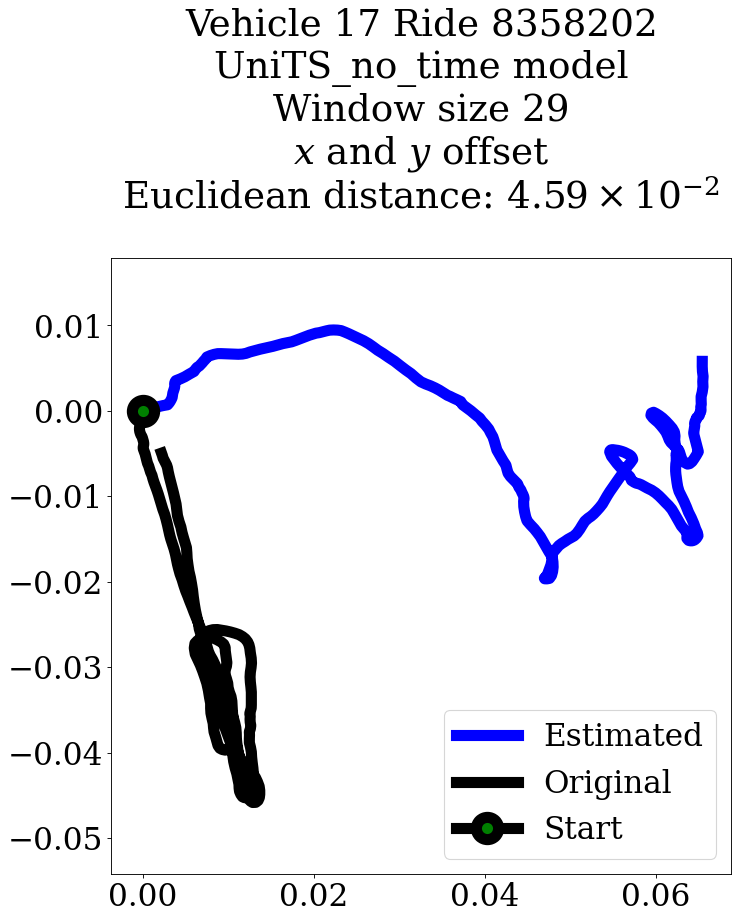 Vehicle 17 Ride 8358202
UniTS_no_time model
Window size 29
x and y offset
Euclidean distance: 4.59 × 10⁻²
0.01
0.00
−0.01
−0.02
−0.03
−0.04
−0.05
Estimated
Original
Start
0.00 0.02 0.04 0.06